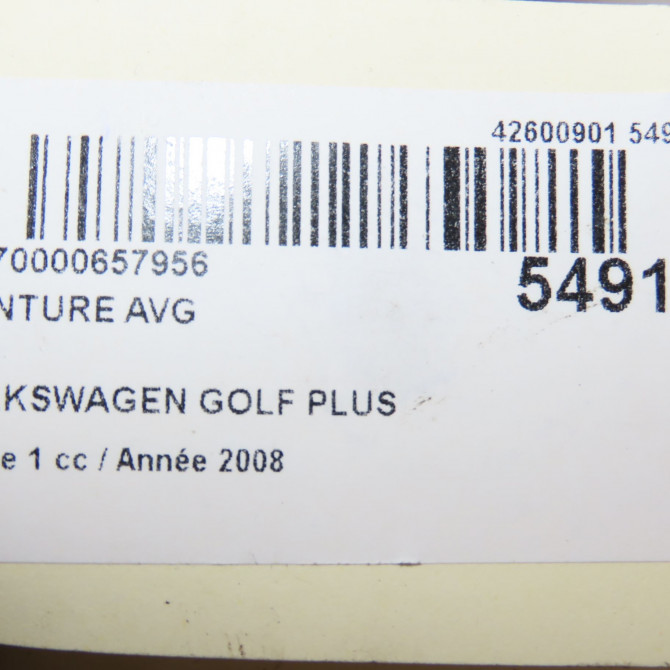 42600901 549
70000657956
5491
NTURE AVG
KSWAGEN GOLF PLUS
e 1 cc / Année 2008